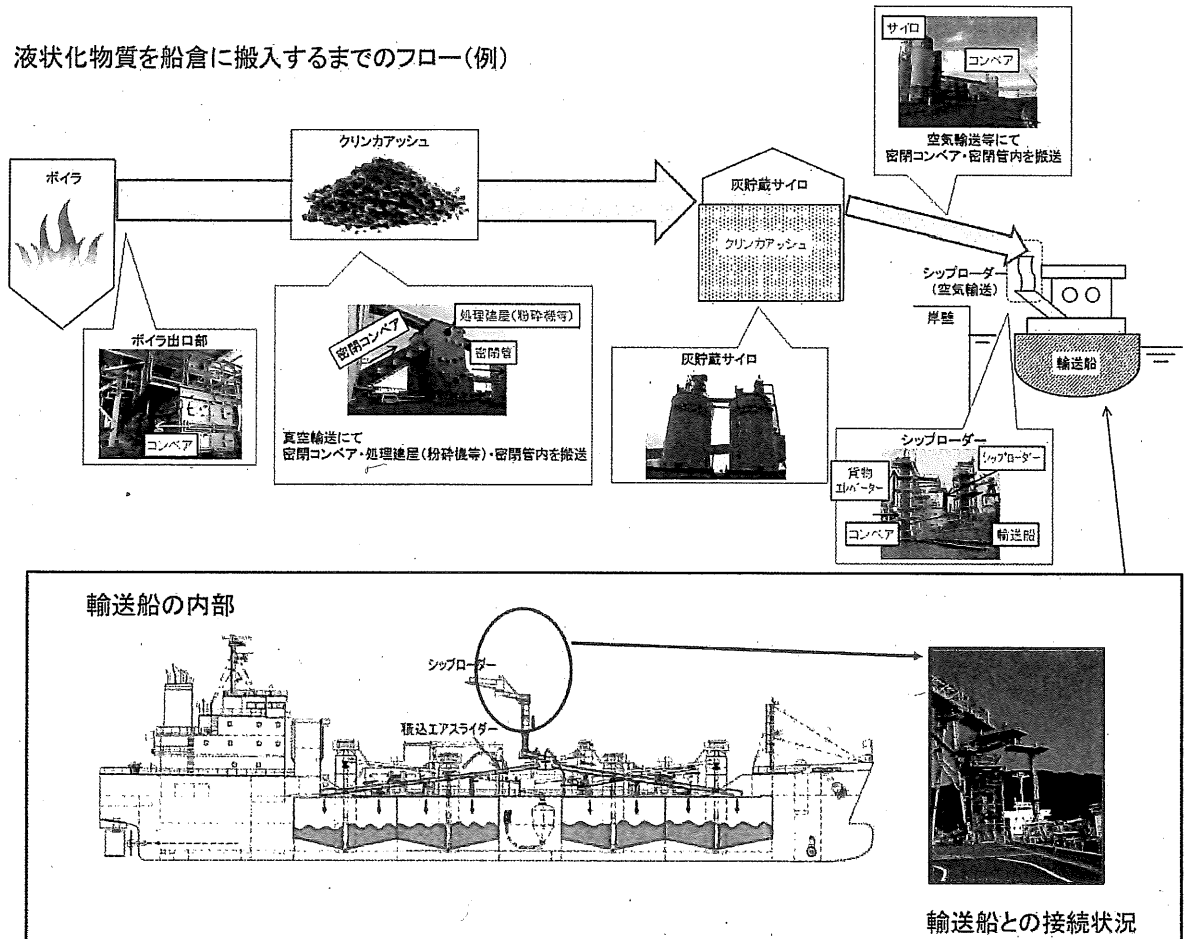 液状化物質を船倉に搬入するまでのフロー(例)
サイロ
コンベア
空気輸送等にて
密閉コンベア・密閉管内を搬送
ボイラ
クリンカアッシュ
灰貯蔵サイロ
クリンカアッシュ
シップローダー
(空気輸送)
岸壁
輸送船
ボイラ出口部
コンベア
密閉コンベア
処理建屋(粉砕機等)
密閉管
真空輸送にて
密閉コンベア・処理建屋(粉砕機等)・密閉管内を搬送
灰貯蔵サイロ
シップローダー
シップローダー
貨物
エレベーター
コンベア
輸送船
輸送船の内部
シップローダー
積込エアスライダー
輸送船との接続状況